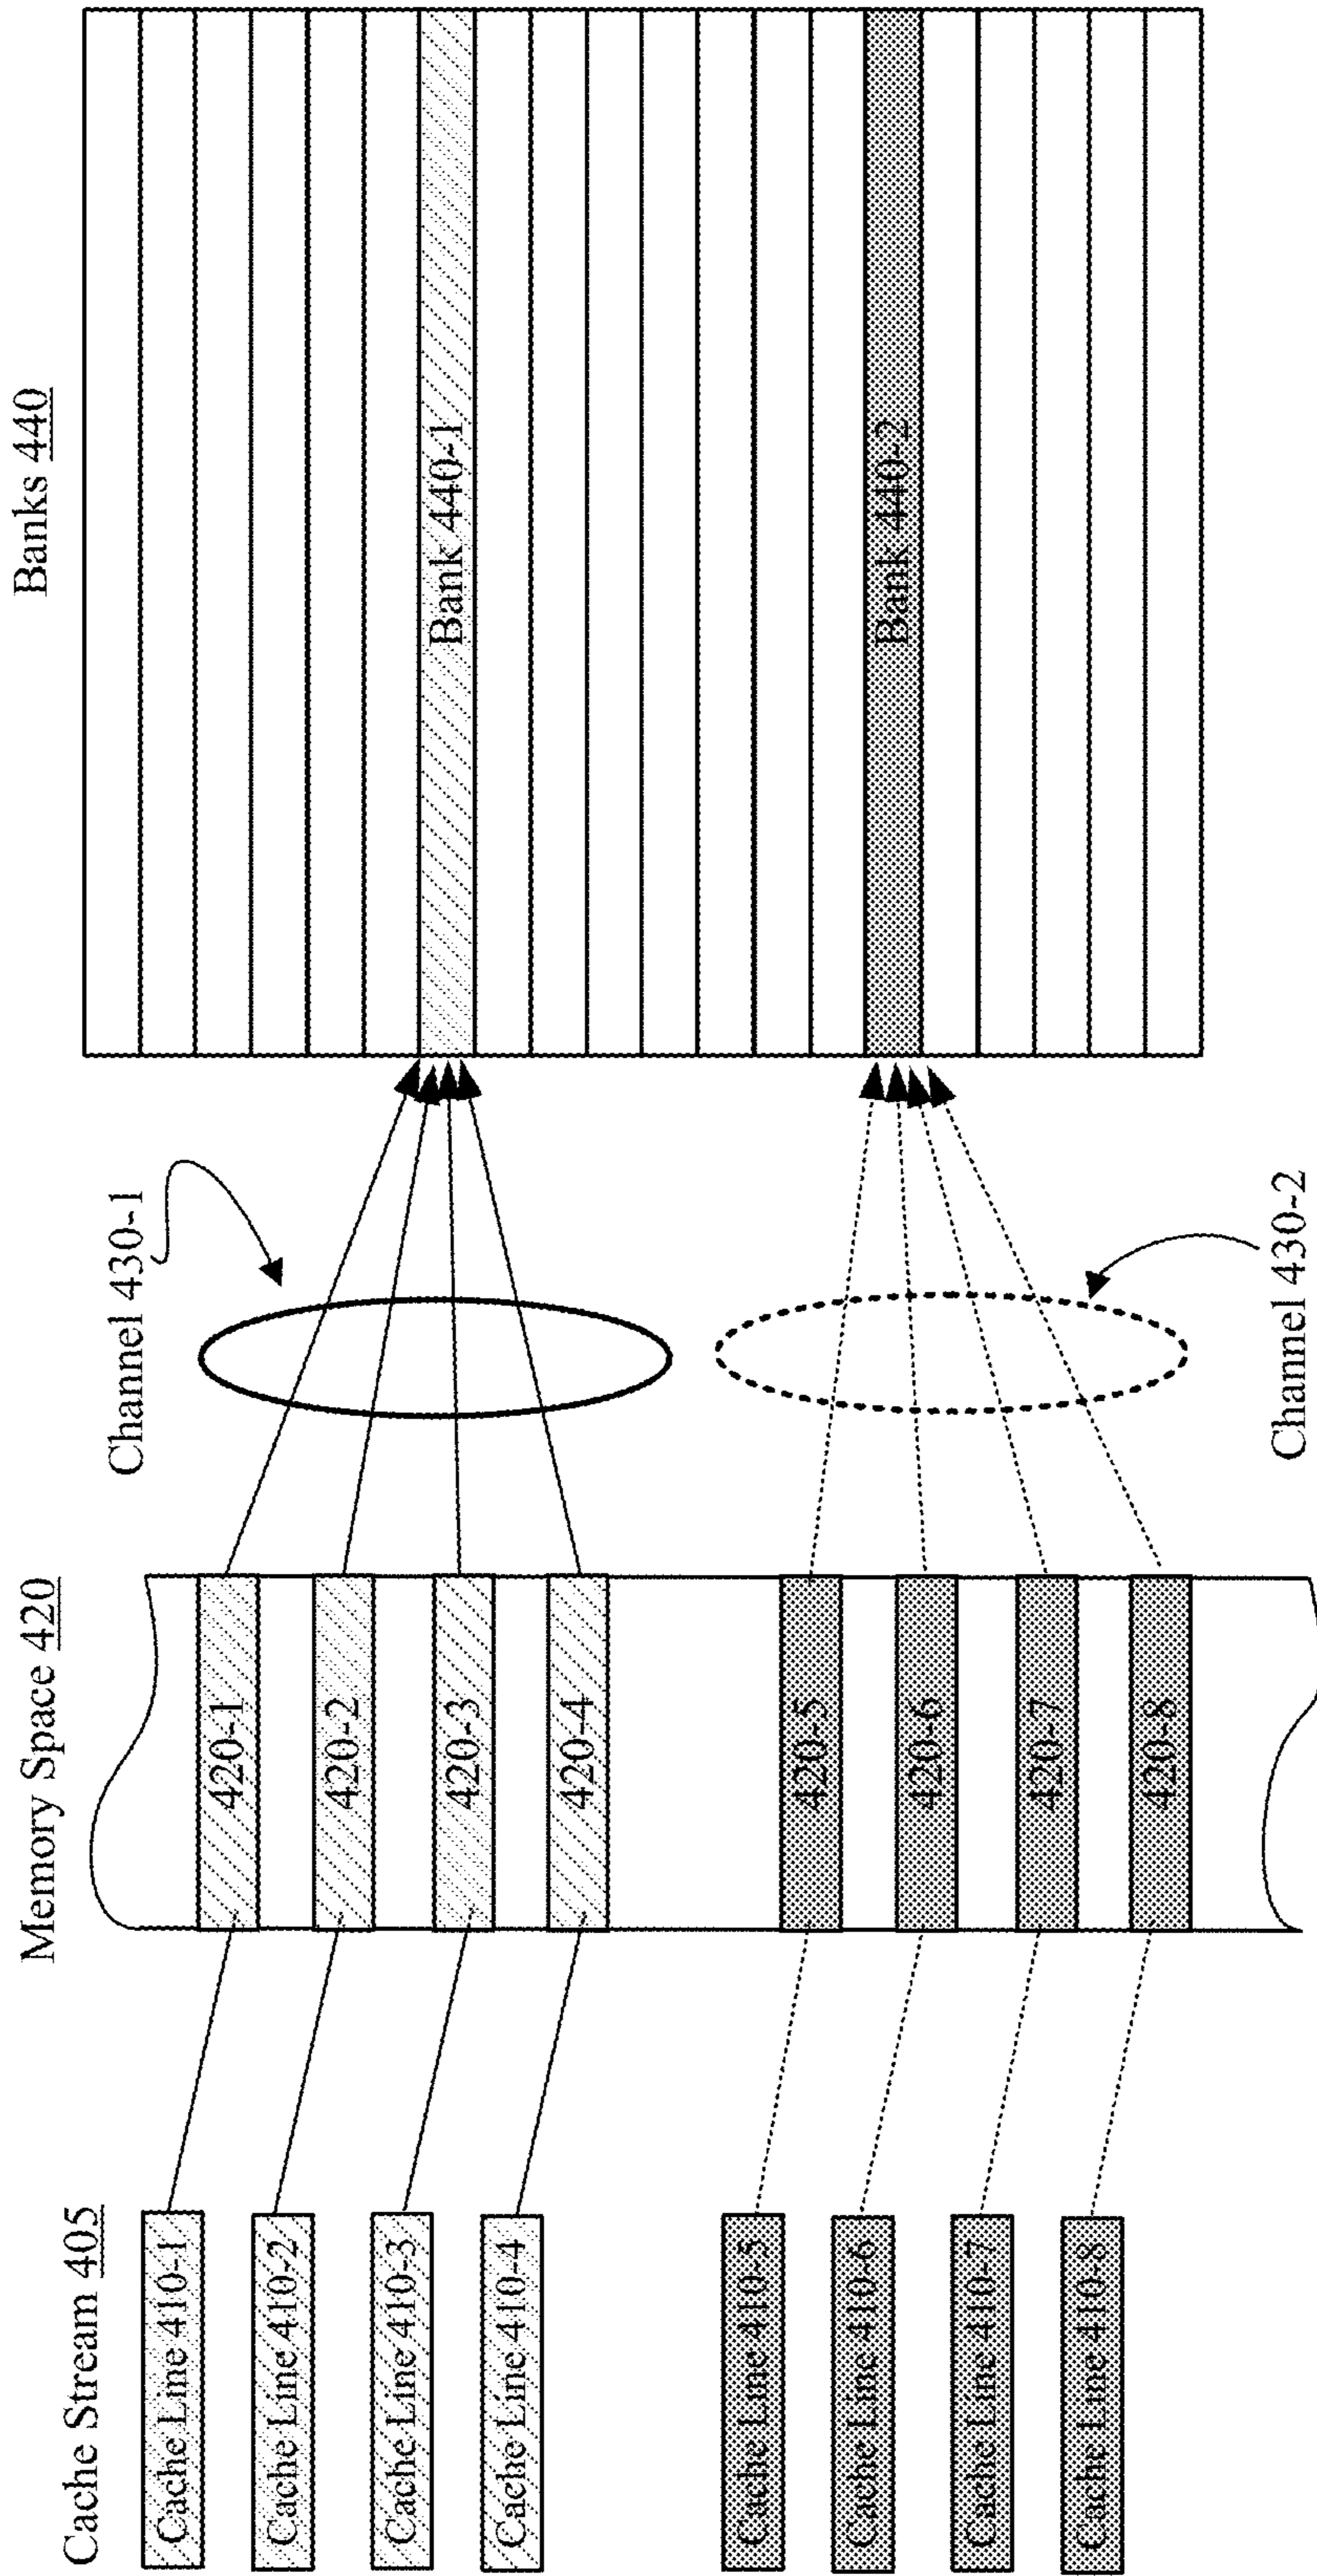 Cache Stream 405
Cache Line 410-1
Cache Line 410-2
Cache Line 410-3
Cache Line 410-4
Cache Line 410-5
Cache Line 410-6
Cache Line 410-7
Cache Line 410-8
Memory Space 420
420-1
420-2
420-3
420-4
420-5
420-6
420-7
420-8
Channel 430-1
Channel 430-2
Banks 440
Bank 440-1
Bank 440-2